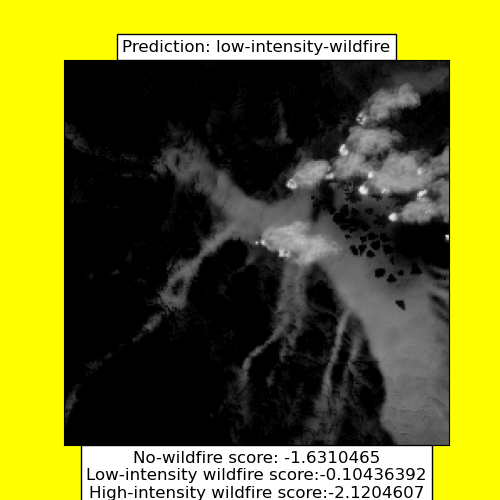 Prediction: low-intensity-wildfire
No-wildfire score: -1.6310465
Low-intensity wildfire score:-0.10436392
High-intensity wildfire score:-2.1204607